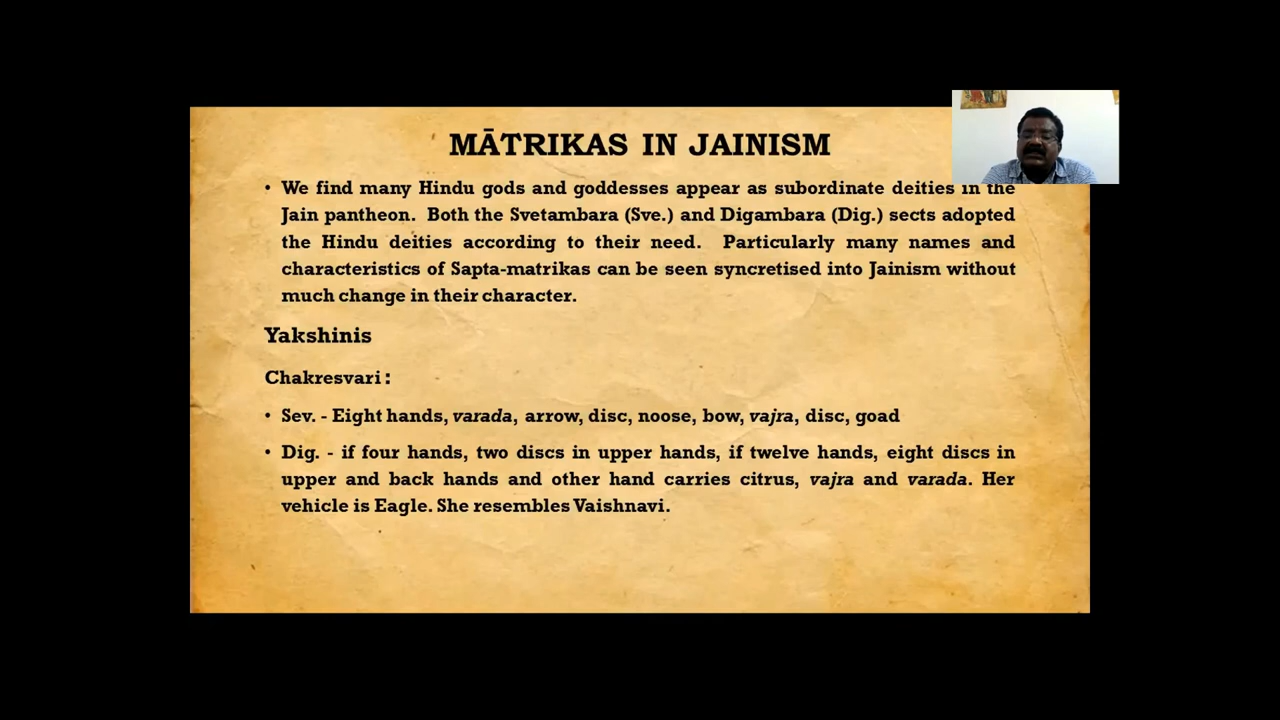 MĀTRIKAS IN JAINISM
• We find many Hindu gods and goddesses appear as subordinate deities in the
Jain pantheon. Both the Svetambara (Sve.) and Digambara (Dig.) sects adopted
the Hindu deities according to their need. Particularly many names and
characteristics of Sapta-matrikas can be seen syncretised into Jainism without
much change in their character.
Yakshinis
Chakresvari :
• Sev. - Eight hands, varada, arrow, disc, noose, bow, vajra, disc, goad
• Dig. - if four hands, two discs in upper hands, if twelve hands, eight discs in
upper and back hands and other hand carries citrus, vajra and varada. Her
vehicle is Eagle. She resembles Vaishnavi.